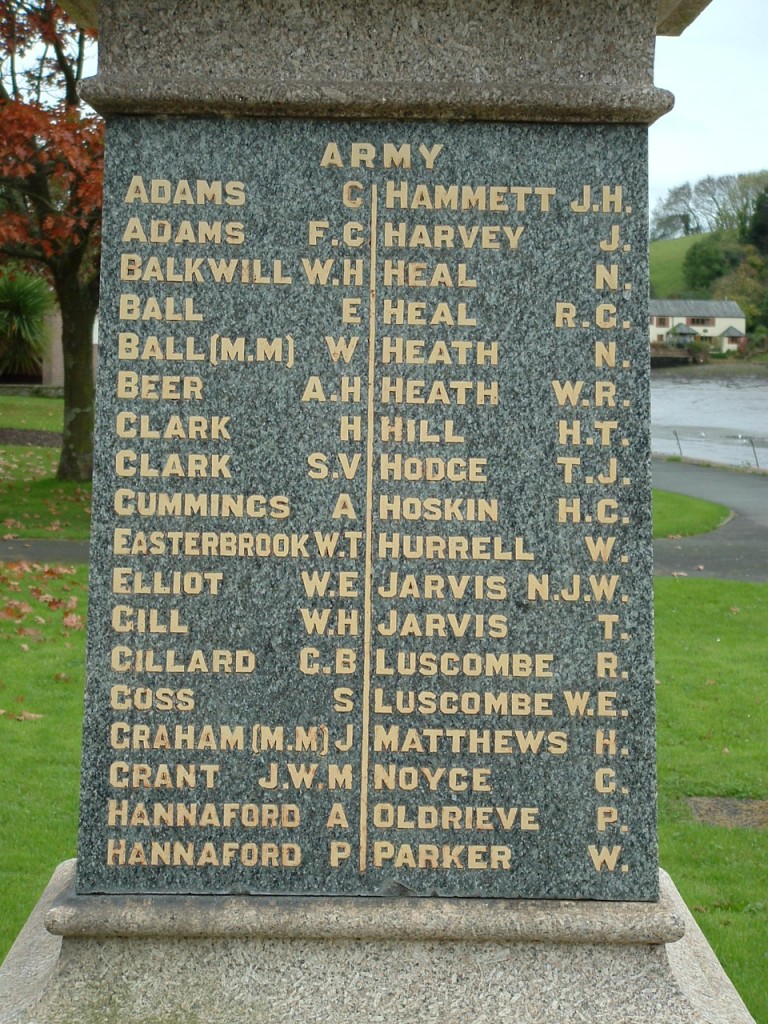 ARMY
ADAMS C HAMMETT J.H.
ADAMS F.C HARVEY J.
BALKWILL W.H HEAL N.
BALL E HEAL R.G.
BALL (M.M) W HEATH N.
BEER A.H HEATH W.R.
CLARK H HILL H.T.
CLARK S.V HODGE T.J.
CUMMINGS A HOSKIN H.C.
EASTERBROOK W.T HURRELL W.
ELLIOT W.E JARVIS N.J.W.
GILL W.H JARVIS T.
GILLARD G.B LUSCOMBE R.
GOSS S LUSCOMBE W.E.
GRAHAM (M.M) J MATTHEWS H.
GRANT J.W.M NOYCE G.
HANNAFORD A OLDRIEVE P.
HANNAFORD P PARKER W.